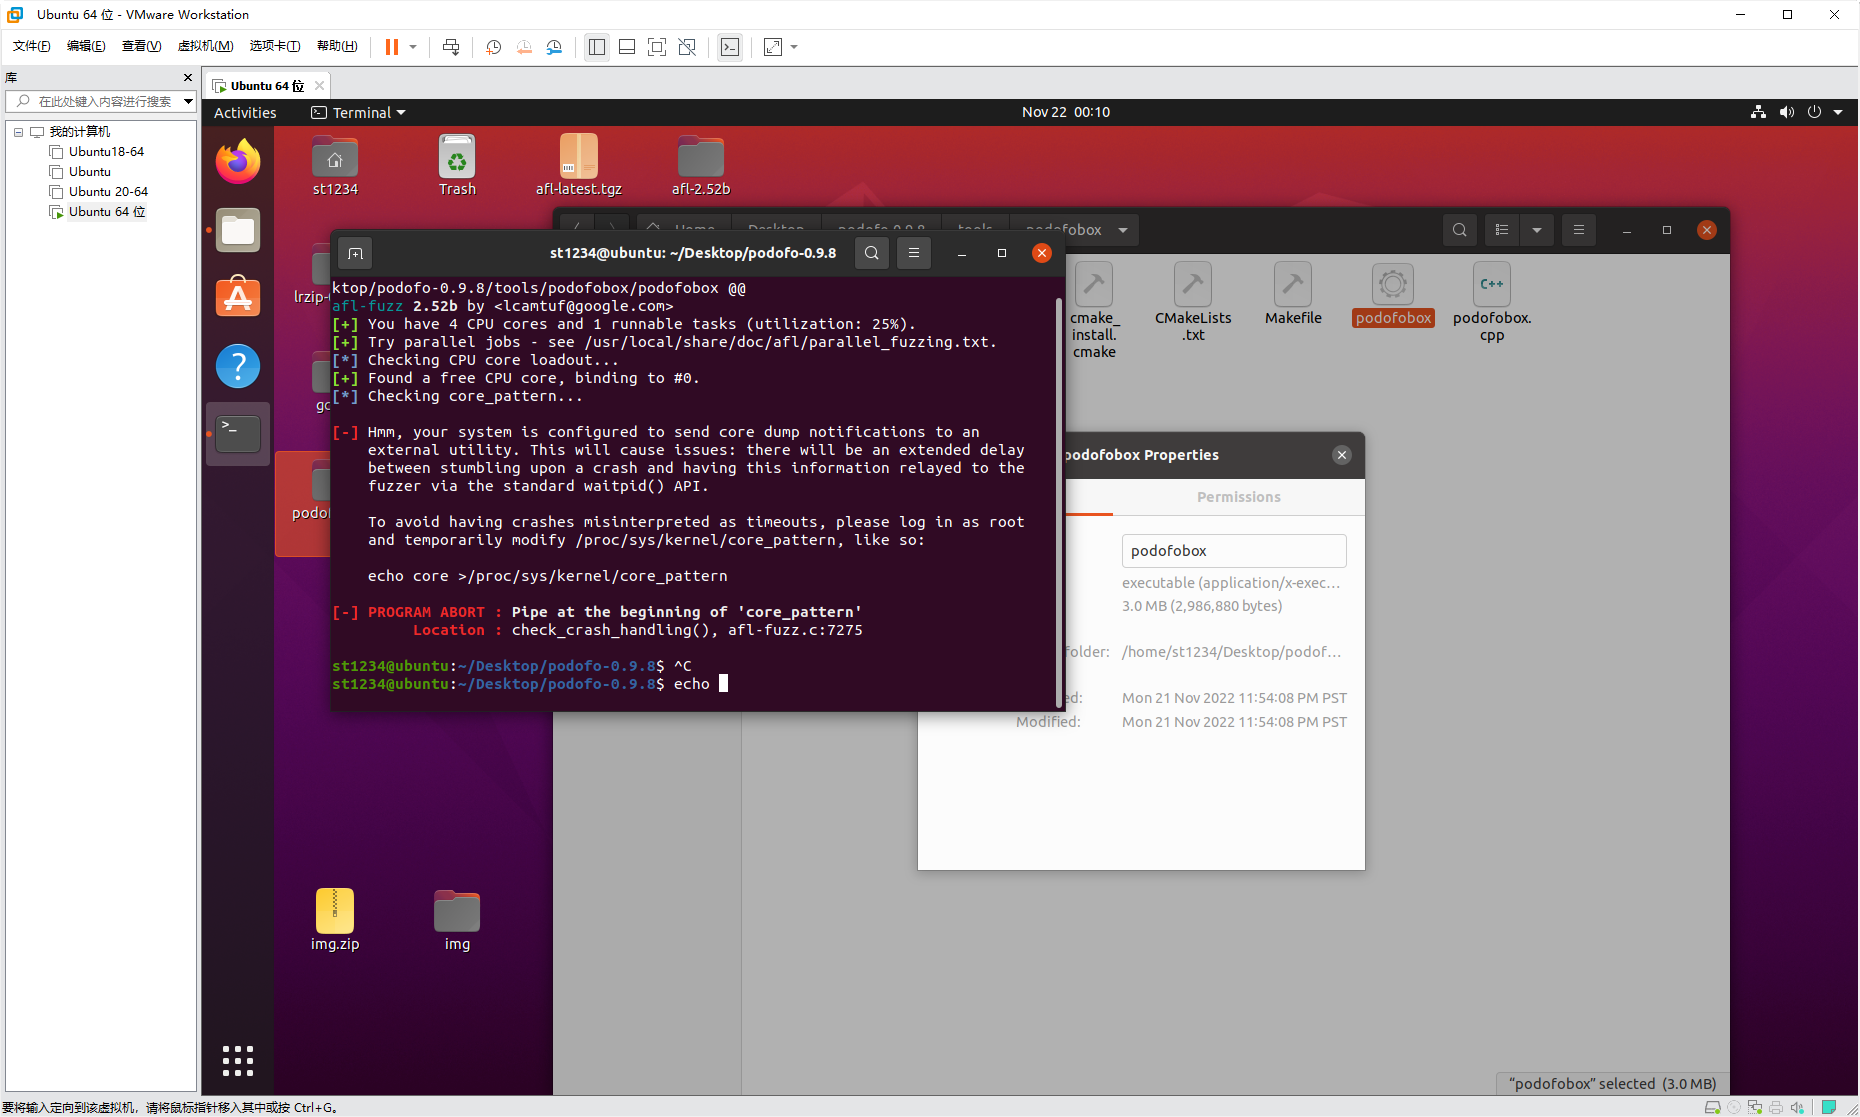 Ubuntu 64 位 - VMware Workstation
文件(F) 编辑(E) 查看(V) 虚拟机(M) 选项卡(T) 帮助(H)
库
在此处键入内容进行搜索
我的计算机
Ubuntu18-64
Ubuntu
Ubuntu 20-64
Ubuntu 64 位
Ubuntu 64 位
Activities Terminal Nov 22 00:10
st1234
Trash
afl-latest.tgz
afl-2.52b
lrzip-
gc
podof
img.zip
img
Home Desktop podofo-0.9.8 tools podofobox
cmake_
install.
cmake
CMakeLists
.txt
Makefile
podofobox
podofobox.
cpp
st1234@ubuntu: ~/Desktop/podofo-0.9.8
ktop/podofo-0.9.8/tools/podofobox/podofobox @@
afl-fuzz 2.52b by <lcamtuf@google.com>
[+] You have 4 CPU cores and 1 runnable tasks (utilization: 25%).
[+] Try parallel jobs - see /usr/local/share/doc/afl/parallel_fuzzing.txt.
[*] Checking CPU core loadout...
[+] Found a free CPU core, binding to #0.
[*] Checking core_pattern...
[-] Hmm, your system is configured to send core dump notifications to an
external utility. This will cause issues: there will be an extended delay
between stumbling upon a crash and having this information relayed to the
fuzzer via the standard waitpid() API.
To avoid having crashes misinterpreted as timeouts, please log in as root
and temporarily modify /proc/sys/kernel/core_pattern, like so:
echo core >/proc/sys/kernel/core_pattern
[-] PROGRAM ABORT : Pipe at the beginning of 'core_pattern'
Location : check_crash_handling(), afl-fuzz.c:7275
st1234@ubuntu:~/Desktop/podofo-0.9.8$ ^C
st1234@ubuntu:~/Desktop/podofo-0.9.8$ echo
podofobox Properties
Permissions
podofobox
executable (application/x-exec…
3.0 MB (2,986,880 bytes)
folder: /home/st1234/Desktop/podof…
ed: Mon 21 Nov 2022 11:54:08 PM PST
Modified: Mon 21 Nov 2022 11:54:08 PM PST
"podofobox" selected (3.0 MB)
要将输入定向到该虚拟机，请将鼠标指针移入其中或按 Ctrl+G。